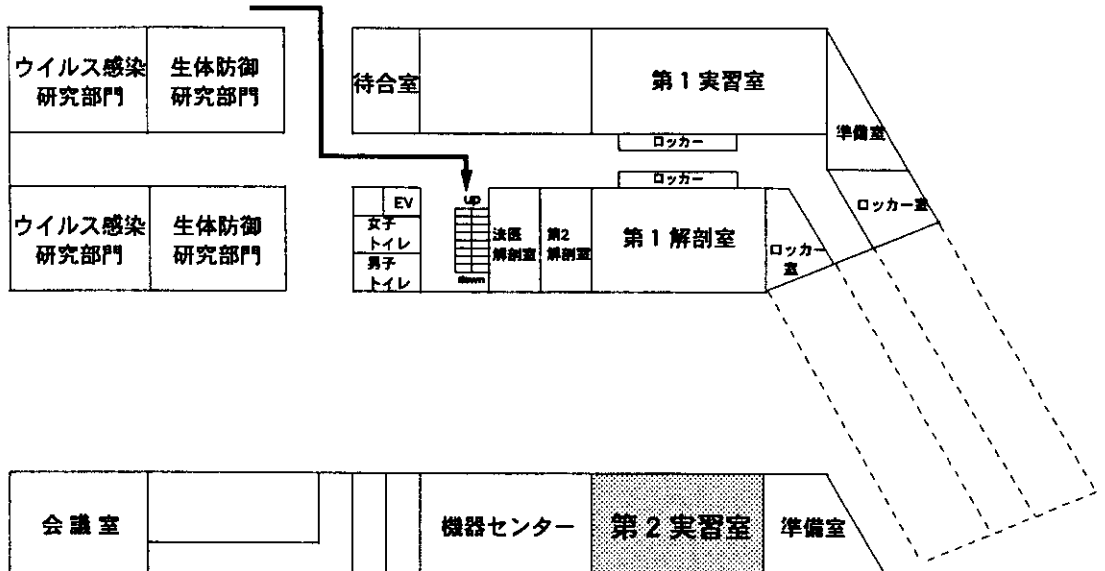 ウイルス感染
研究部門
生体防御
研究部門
待合室
第1実習室
準備室
ロッカー
ロッカー
ロッカー室
ウイルス感染
研究部門
生体防御
研究部門
EV
女子
トイレ
男子
トイレ
up
down
法医
解剖室
第2
解剖室
第1解剖室
ロッカー
室
会議室
機器センター
第2実習室
準備室